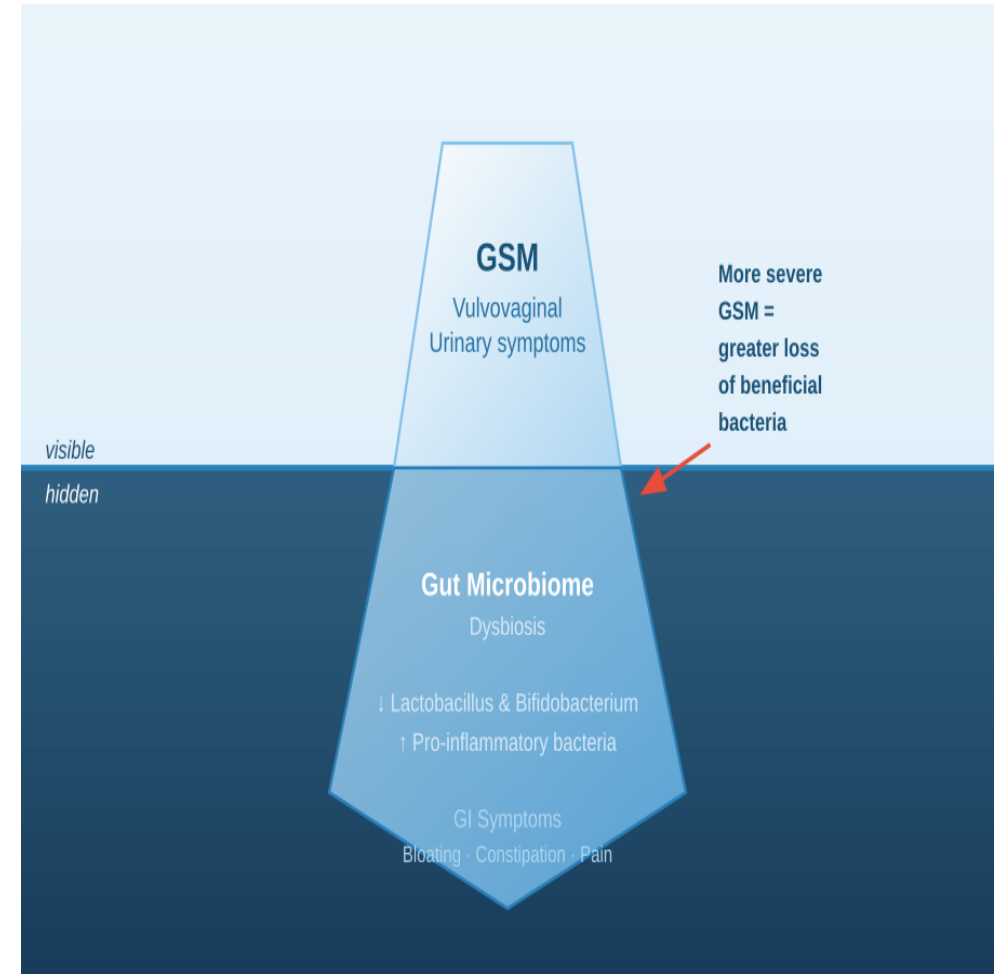 GSM
Vulvovaginal
Urinary symptoms
More severe
GSM =
greater loss
of beneficial
bacteria
visible
hidden
Gut Microbiome
Dysbiosis
↓ Lactobacillus & Bifidobacterium
↑ Pro-inflammatory bacteria
GI Symptoms
Bloating · Constipation · Pain